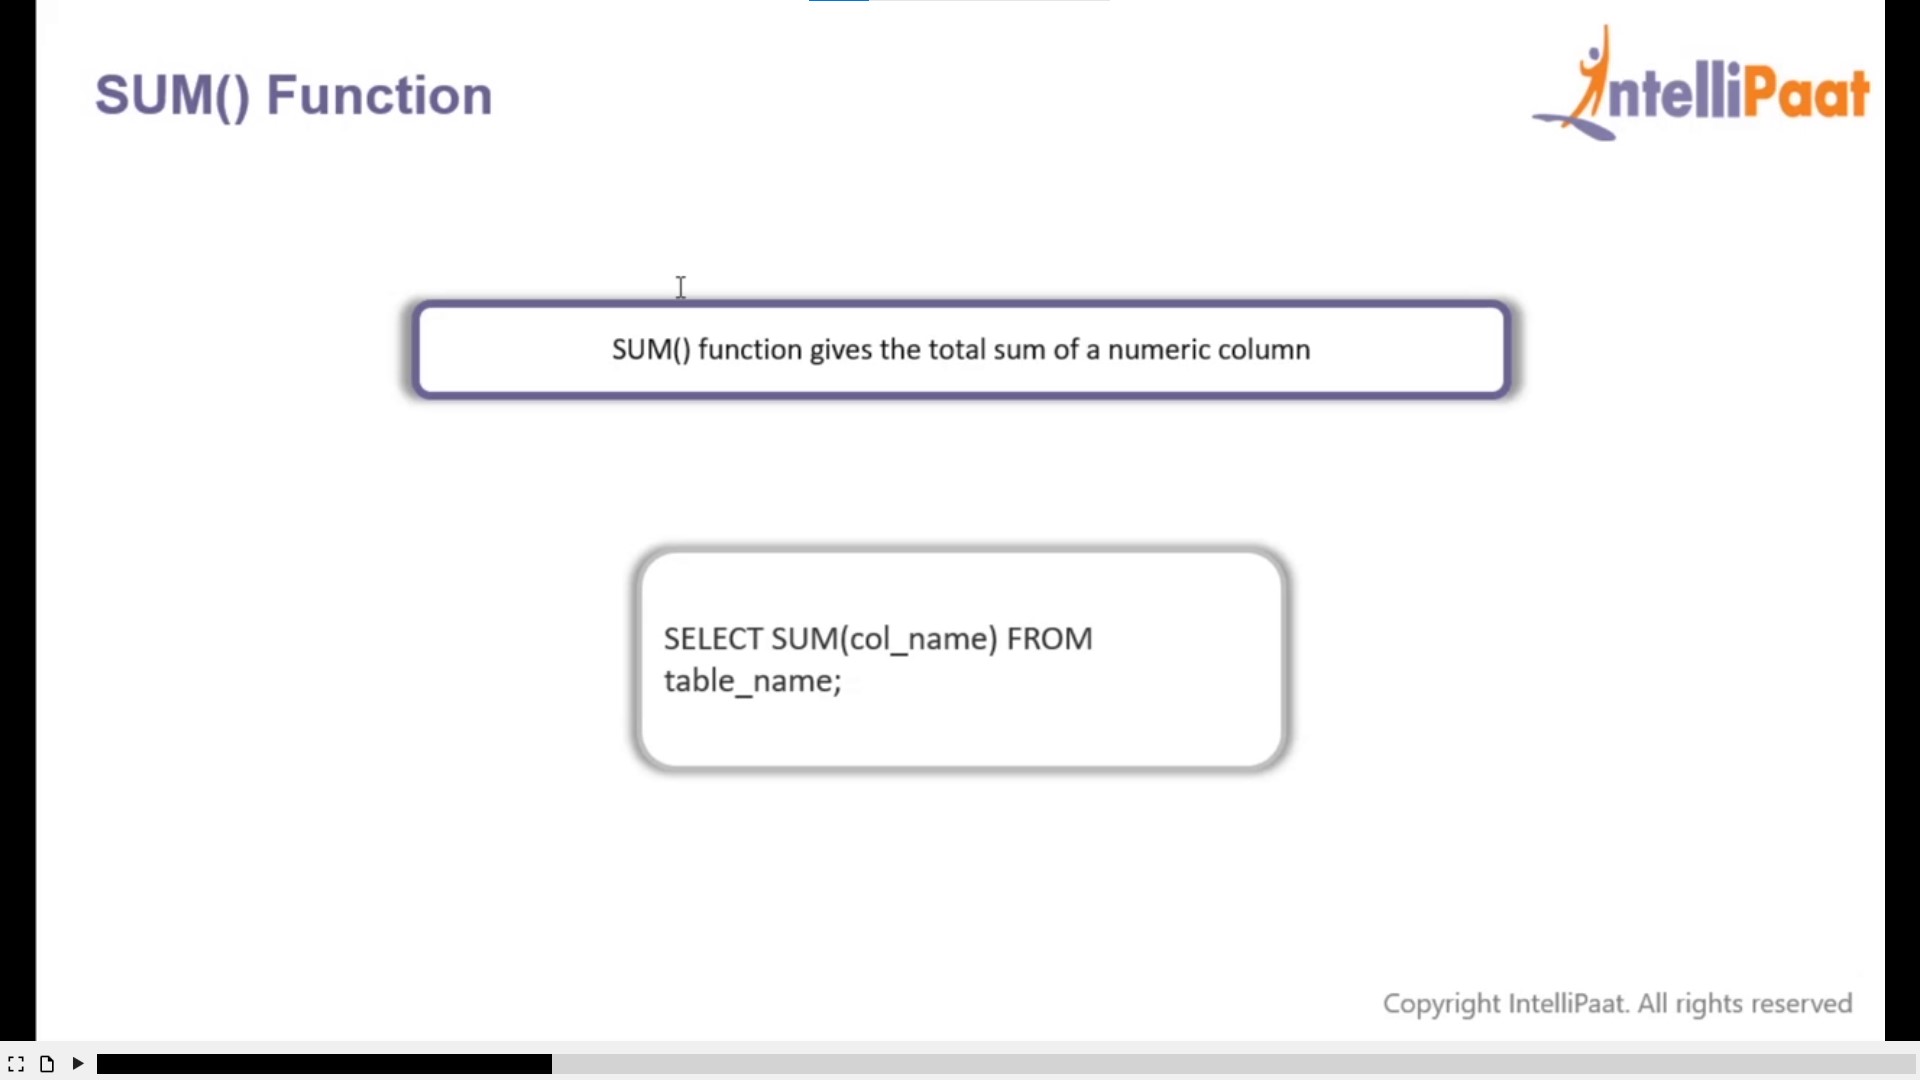 SUM() Function
IntelliPaat
SUM() function gives the total sum of a numeric column
SELECT SUM(col_name) FROM
table_name;
Copyright IntelliPaat. All rights reserved